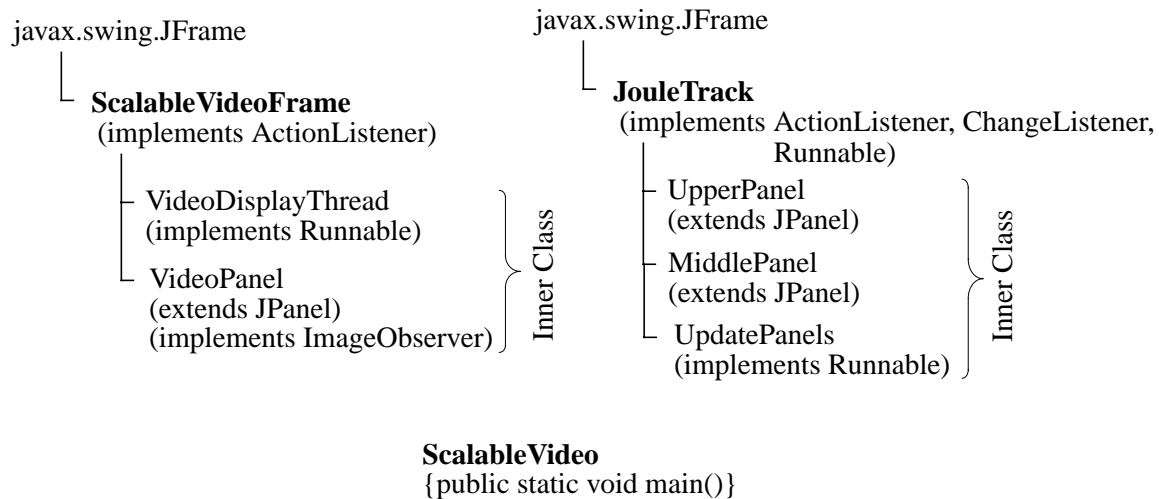 javax.swing.JFrame
ScalableVideoFrame
(implements ActionListener)
VideoDisplayThread
(implements Runnable)
VideoPanel
(extends JPanel)
(implements ImageObserver)
Inner Class
javax.swing.JFrame
JouleTrack
(implements ActionListener, ChangeListener,
Runnable)
UpperPanel
(extends JPanel)
MiddlePanel
(extends JPanel)
UpdatePanels
(implements Runnable)
Inner Class
ScalableVideo
{public static void main()}